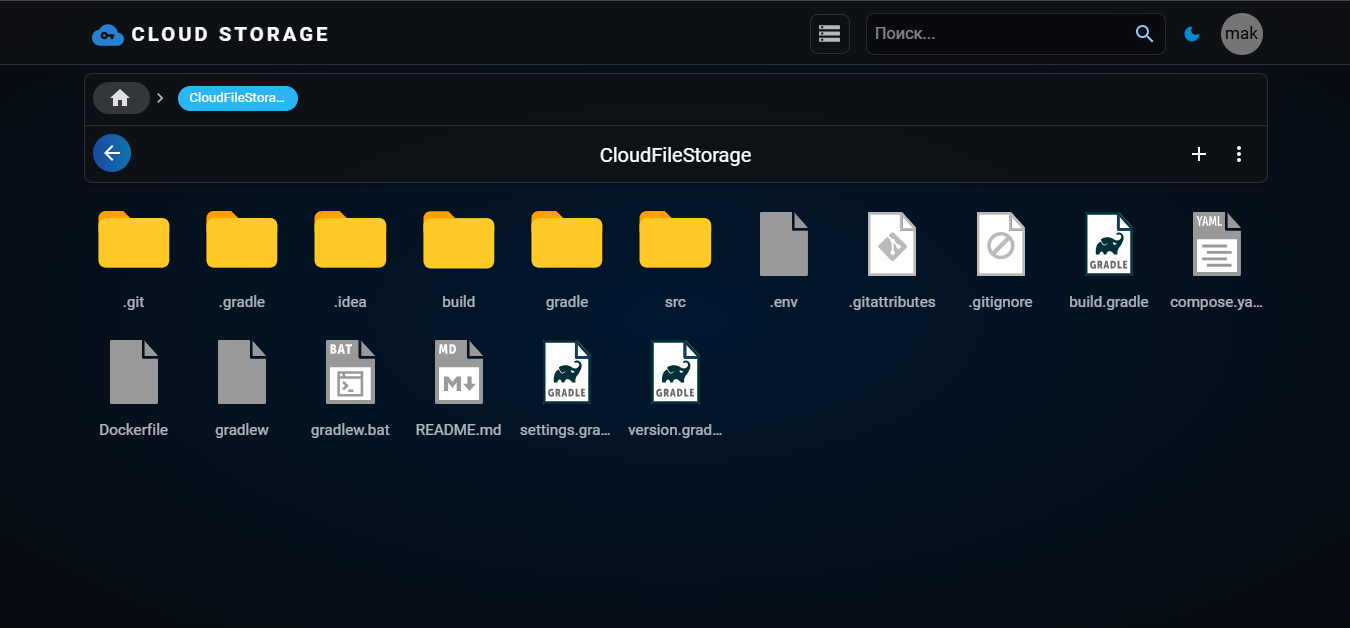 CLOUD STORAGE
Поиск...
mak
CloudFileStora...
CloudFileStorage
YAML
GRADLE
.git
.gradle
.idea
build
gradle
src
.env
.gitattributes
.gitignore
build.gradle
compose.ya...
BAT
MD
M
GRADLE
GRADLE
Dockerfile
gradlew
gradlew.bat
README.md
settings.gra...
version.grad...